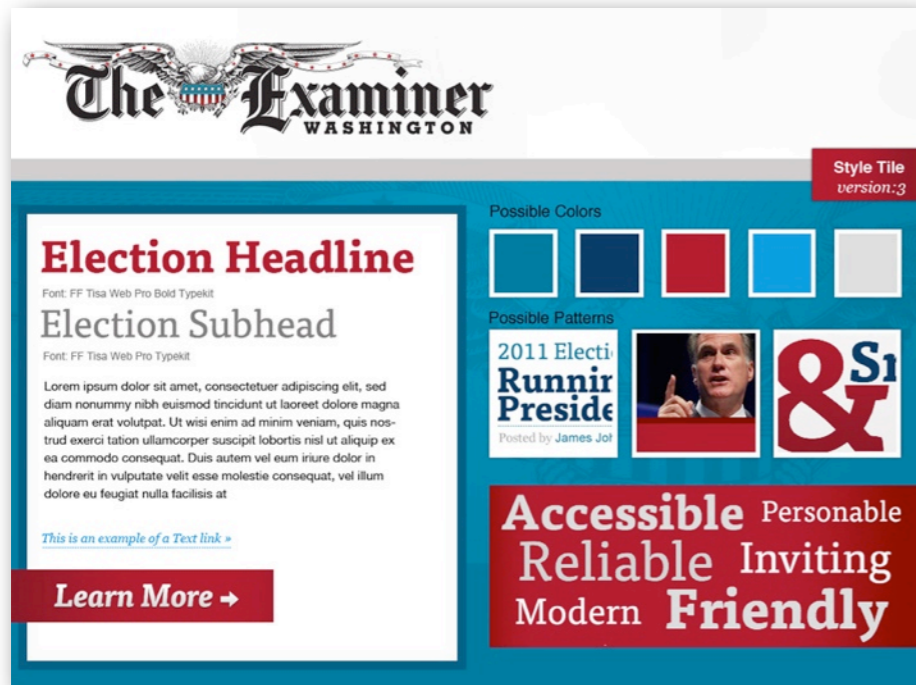 The Examiner
WASHINGTON
Style Tile
version:3
Election Headline
Font: FF Tisa Web Pro Bold Typekit
Election Subhead
Font: FF Tisa Web Pro Typekit
Lorem ipsum dolor sit amet, consectetuer adipiscing elit, sed
diam nonummy nibh euismod tincidunt ut laoreet dolore magna
aliquam erat volutpat. Ut wisi enim ad minim veniam, quis nos-
trud exerci tation ullamcorper suscipit lobortis nisl ut aliquip ex
ea commodo consequat. Duis autem vel eum iriure dolor in
hendrerit in vulputate velit esse molestie consequat, vel illum
dolore eu feugiat nulla facilisis at
This is an example of a Text link »
Learn More →
Possible Colors
Possible Patterns
2011 Electi
Runnin
Preside
Posted by James Joh
&
Accessible Personable
Reliable Inviting
Modern Friendly